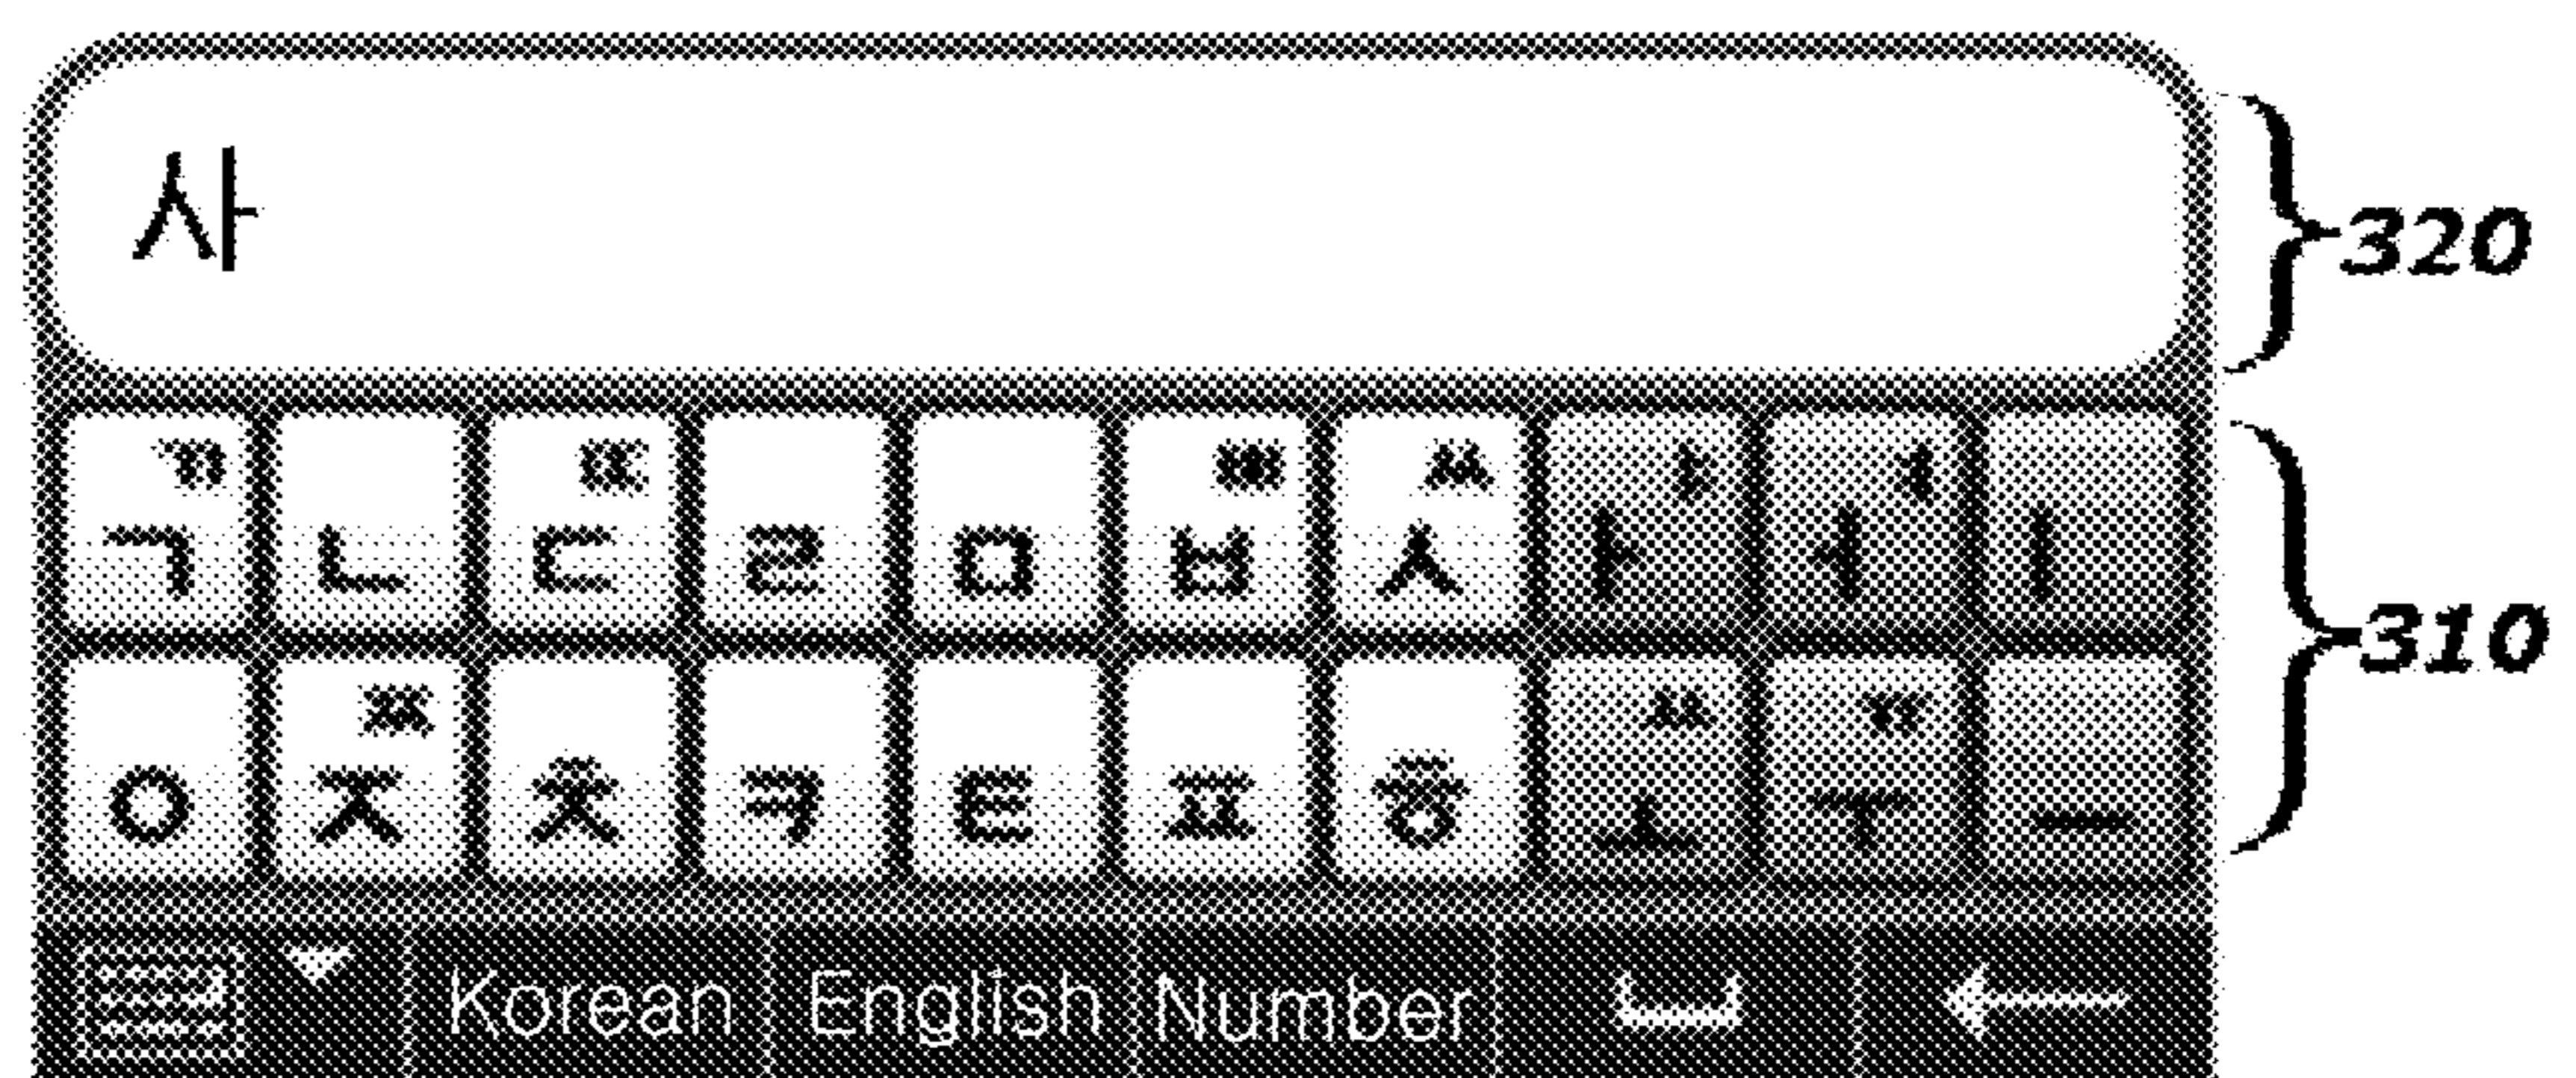 사
320
ㄲ ㄸ ㅃ ㅆ ㅑ ㅕ
ㄱ ㄴ ㄷ ㄹ ㅁ ㅂ ㅅ ㅏ ㅓ ㅣ
310
ㅉ ㅛ ㅠ
ㅇ ㅈ ㅊ ㅋ ㅌ ㅍ ㅎ ㅗ ㅜ ㅡ
Korean English Number